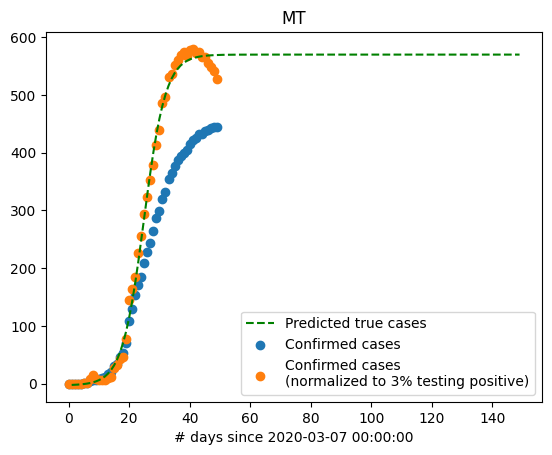 MT
600
500
400
300
200
100
0
Predicted true cases
Confirmed cases
Confirmed cases
(normalized to 3% testing positive)
0 20 40 60 80 100 120 140
# days since 2020-03-07 00:00:00